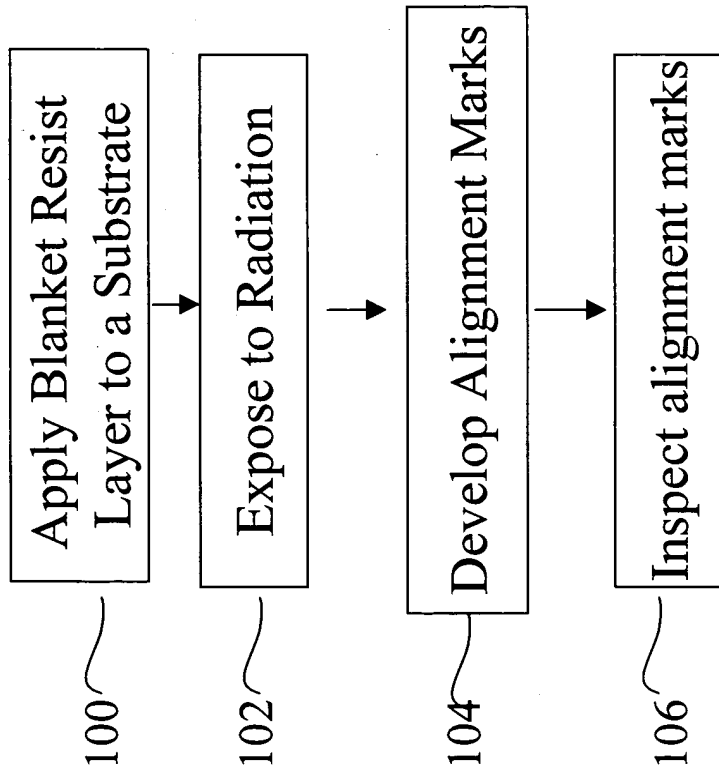 100
Apply Blanket Resist
Layer to a Substrate
102
Expose to Radiation
104
Develop Alignment Marks
106
Inspect alignment marks